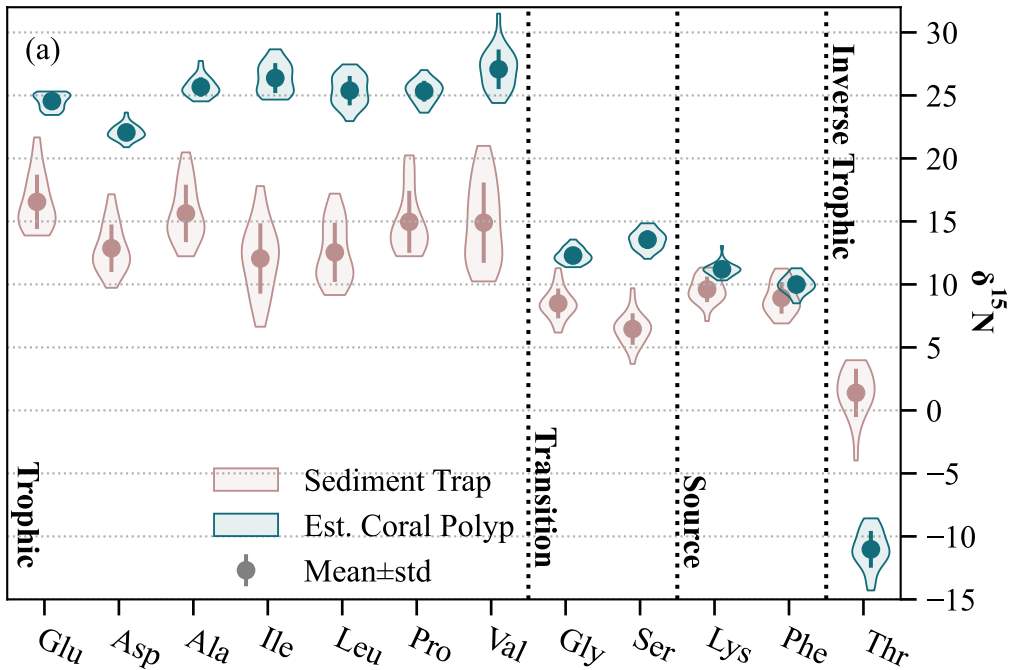 (a)
Trophic
Transition
Source
Inverse Trophic
Sediment Trap
Est. Coral Polyp
Mean±std
30
25
20
15
10
5
0
−5
−10
−15
δ¹⁵N
Glu Asp Ala Ile Leu Pro Val Gly Ser Lys Phe Thr